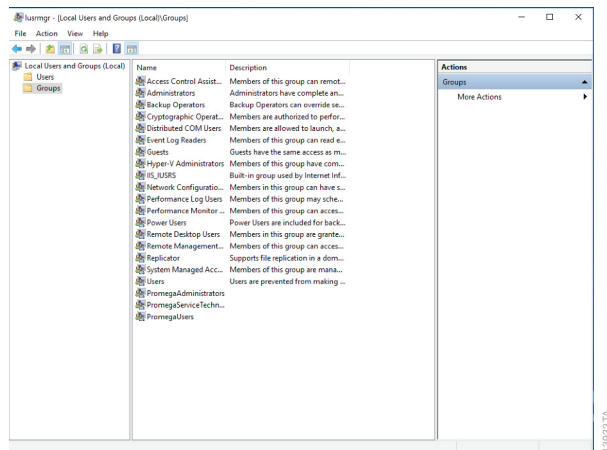 lusrmgr - [Local Users and Groups (Local)\Groups]
File Action View Help
Local Users and Groups (Local)
Users
Groups
Name Description
Access Control Assist... Members of this group can remot...
Administrators Administrators have complete an...
Backup Operators Backup Operators can override se...
Cryptographic Operat... Members are authorized to perfor...
Distributed COM Users Members are allowed to launch, a...
Event Log Readers Members of this group can read e...
Guests Guests have the same access as m...
Hyper-V Administrators Members of this group have com...
IIS_IUSRS Built-in group used by Internet Inf...
Network Configuratio... Members in this group can have s...
Performance Log Users Members of this group may sche...
Performance Monitor ... Members of this group can acces...
Power Users Power Users are included for back...
Remote Desktop Users Members in this group are grante...
Remote Management... Members of this group can acces...
Replicator Supports file replication in a dom...
System Managed Acc... Members of this group are mana...
Users Users are prevented from making ...
PromegaAdministrators
PromegaServiceTechn...
PromegaUsers
Actions
Groups
More Actions